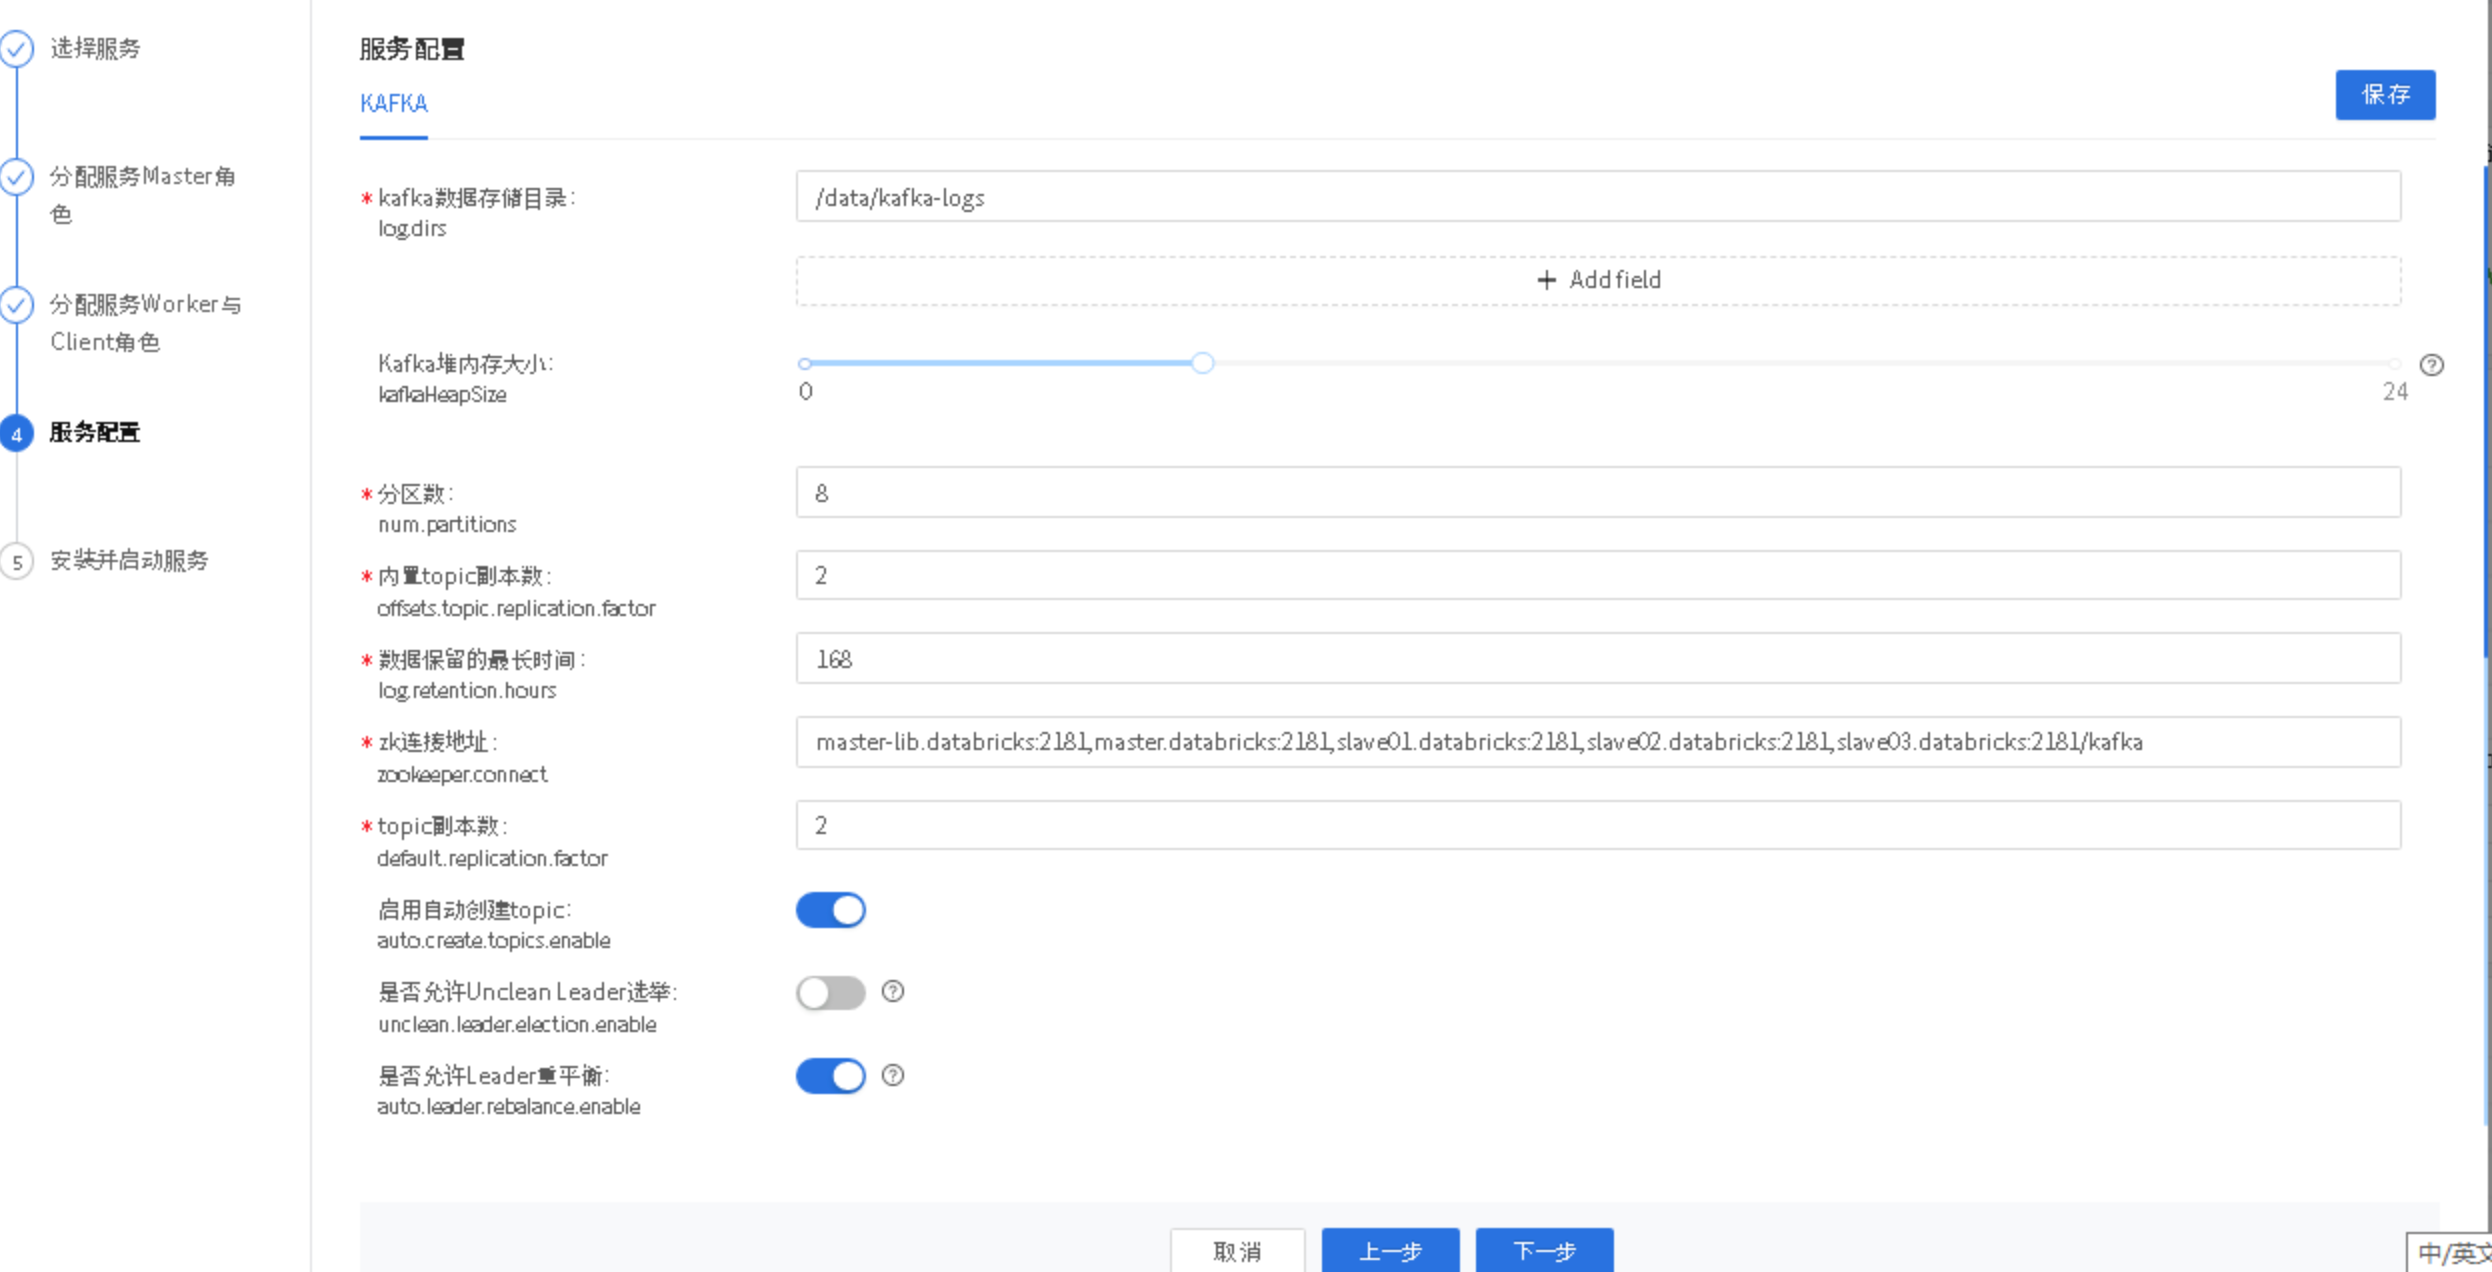 选择服务
分配服务Master角
色
分配服务Worker与
Client角色
4
服务配置
5
安装并启动服务
服务配置
KAFKA
保存
* kafka数据存储目录:
log.dirs
/data/kafka-logs
+ Add field
Kafka堆内存大小:
kafkaHeapSize
0
24
?
* 分区数:
num.partitions
8
* 内置topic副本数:
offsets.topic.replication.factor
2
* 数据保留的最长时间:
log.retention.hours
168
* zk连接地址:
zookeeper.connect
master-lib.databricks:2181,master.databricks:2181,slave01.databricks:2181,slave02.databricks:2181,slave03.databricks:2181/kafka
* topic副本数:
default.replication.factor
2
启用自动创建topic:
auto.create.topics.enable
是否允许Unclean Leader选举:
unclean.leader.election.enable
?
是否允许Leader重平衡:
auto.leader.rebalance.enable
?
取消
上一步
下一步
中/英文